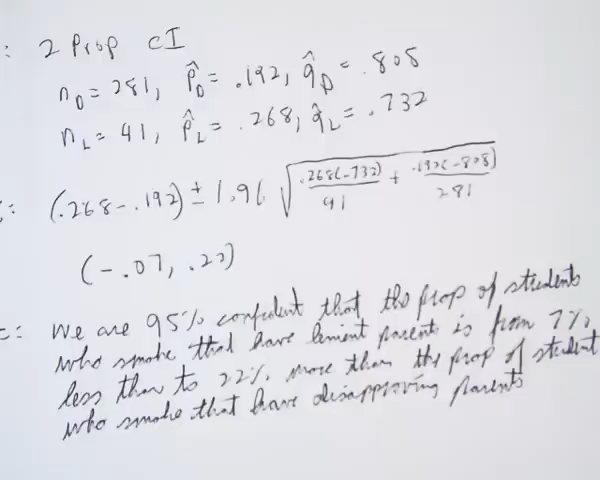 : 2 Prop CI
n_D = 281, p̂_D = .192, q̂_D = .808
n_L = 41, p̂_L = .268, q̂_L = .732
: (.268 - .192) ± 1.96 √(.268(.732)/41 + .192(.808)/281)
(-.07, .22)
C: We are 95% confident that the prop of students
who smoke that have lenient parents is from 7%
less than to 22% more than the prop of student
who smoke that have disapproving parents